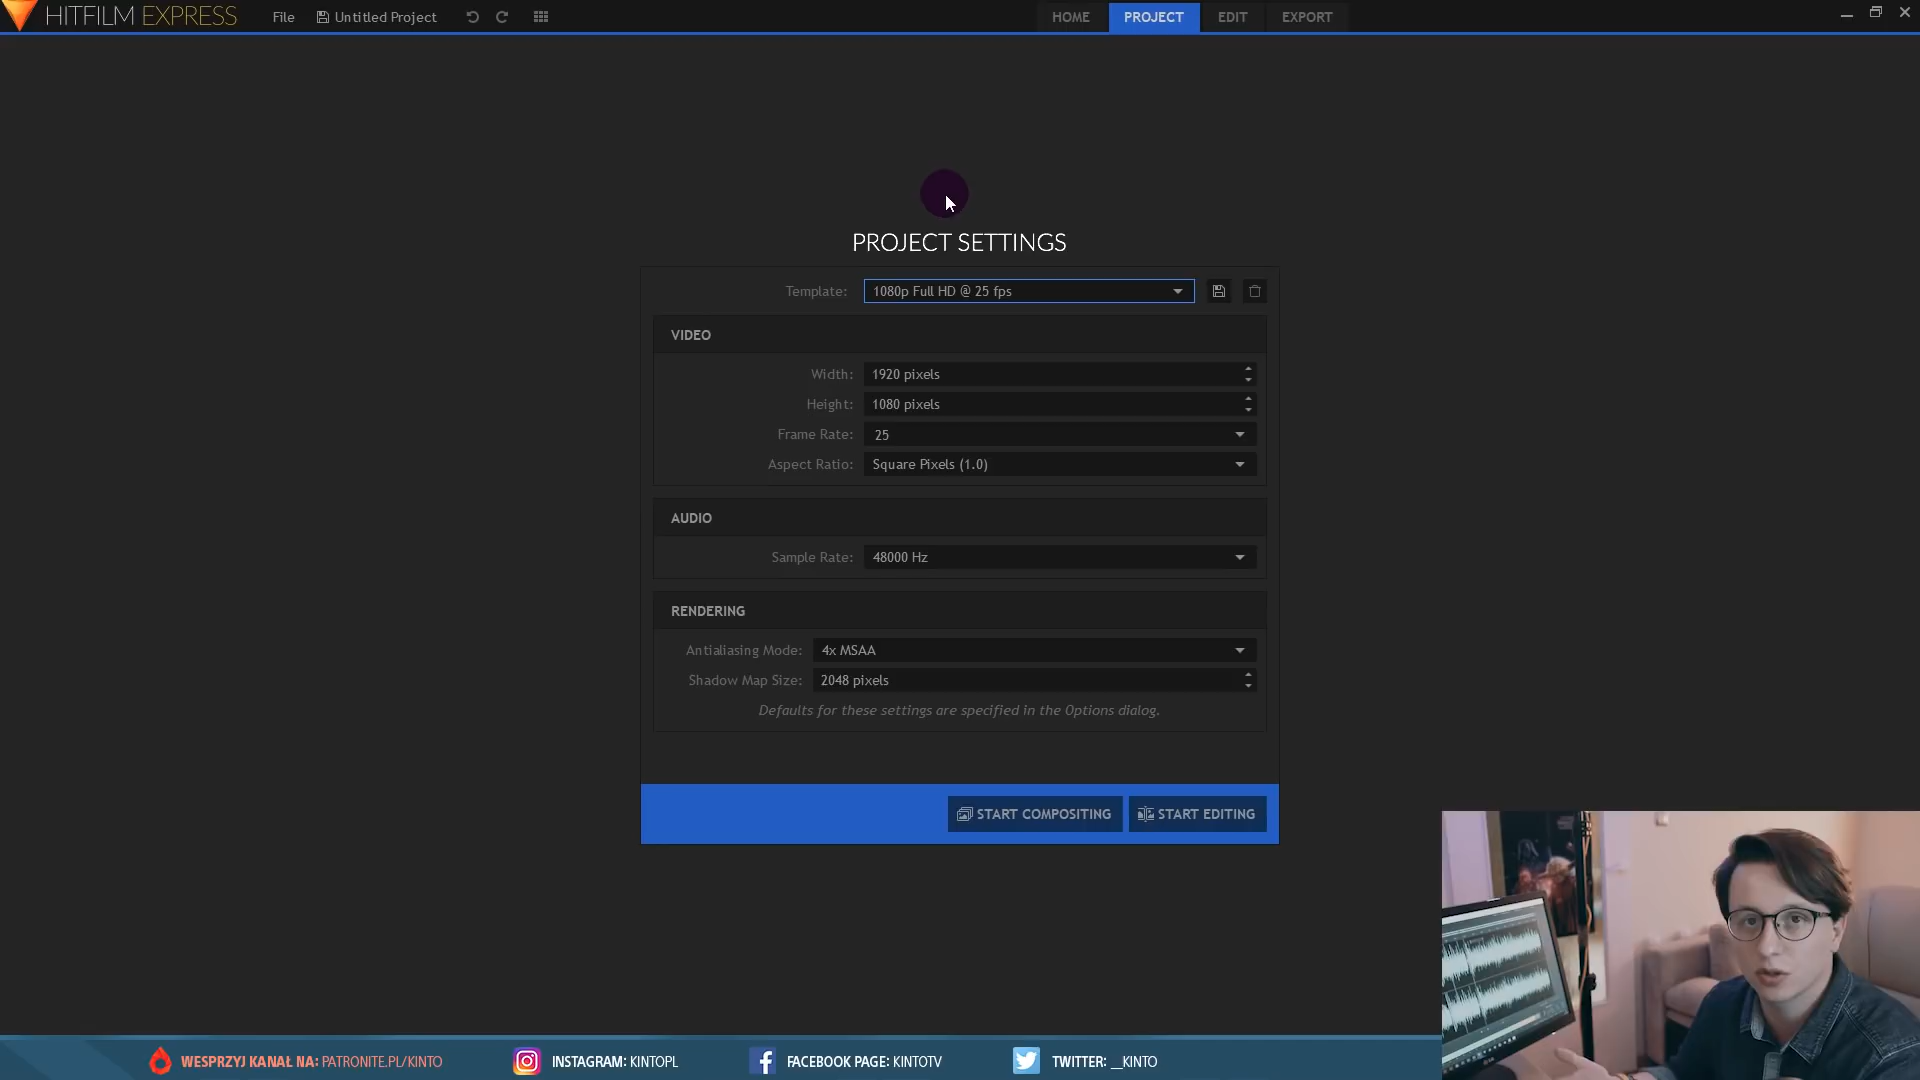 HITFILM EXPRESS
File
Untitled Project
HOME
PROJECT
EDIT
EXPORT
PROJECT SETTINGS
Template: 1080p Full HD @ 25 fps
VIDEO
Width: 1920 pixels
Height: 1080 pixels
Frame Rate: 25
Aspect Ratio: Square Pixels (1.0)
AUDIO
Sample Rate: 48000 Hz
RENDERING
Antialiasing Mode: 4x MSAA
Shadow Map Size: 2048 pixels
Defaults for these settings are specified in the Options dialog.
START COMPOSITING
START EDITING
WESPRZYJ KANAŁ NA: PATRONITE.PL/KINTO
INSTAGRAM: KINTOPL
FACEBOOK PAGE: KINTOTV
TWITTER: __KINTO